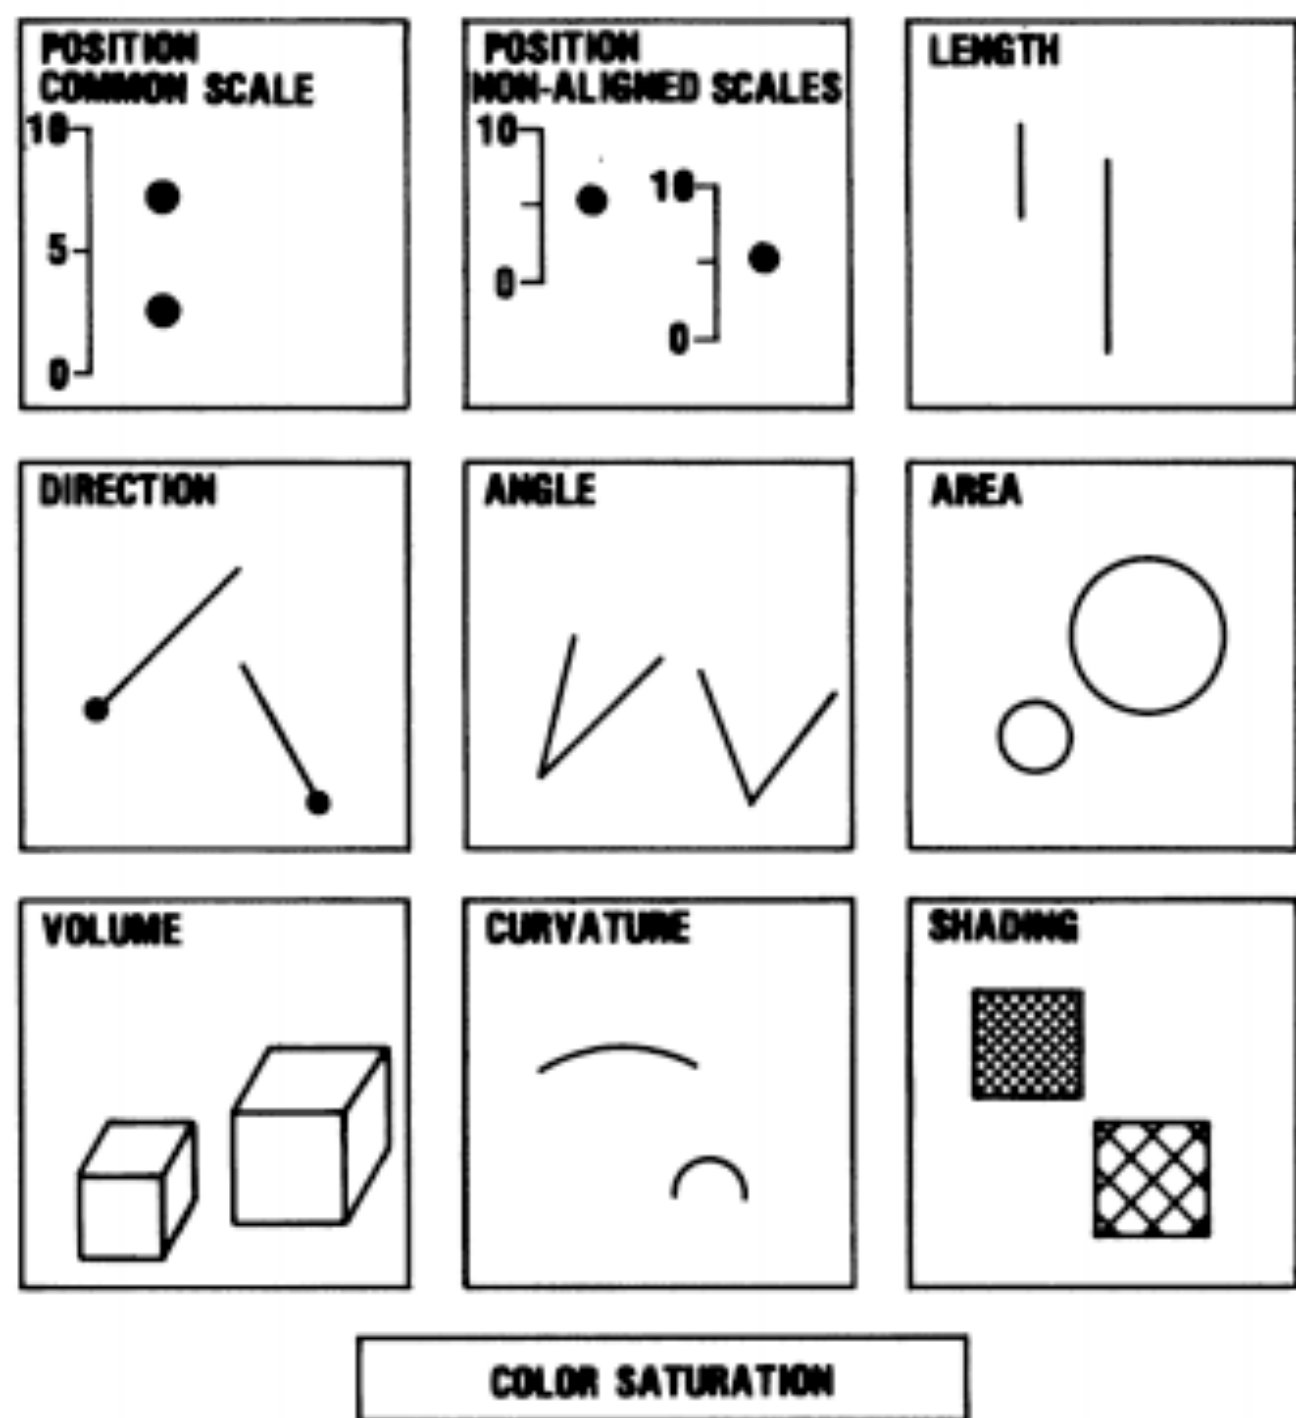 POSITION
COMMON SCALE
10
5
0
POSITION
NON-ALIGNED SCALES
10
0
10
0
LENGTH
DIRECTION
ANGLE
AREA
VOLUME
CURVATURE
SHADING
COLOR SATURATION